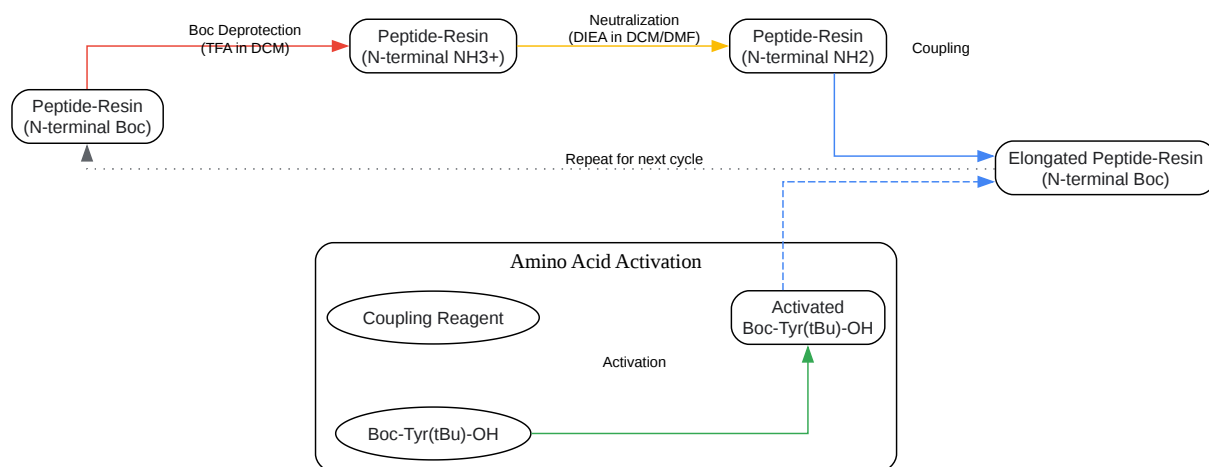 Boc Deprotection
(TFA in DCM)
Peptide-Resin
(N-terminal NH3+)
Neutralization
(DIEA in DCM/DMF)
Peptide-Resin
(N-terminal NH2)
Coupling
Peptide-Resin
(N-terminal Boc)
Repeat for next cycle
Elongated Peptide-Resin
(N-terminal Boc)
Amino Acid Activation
Coupling Reagent
Activated
Boc-Tyr(tBu)-OH
Activation
Boc-Tyr(tBu)-OH